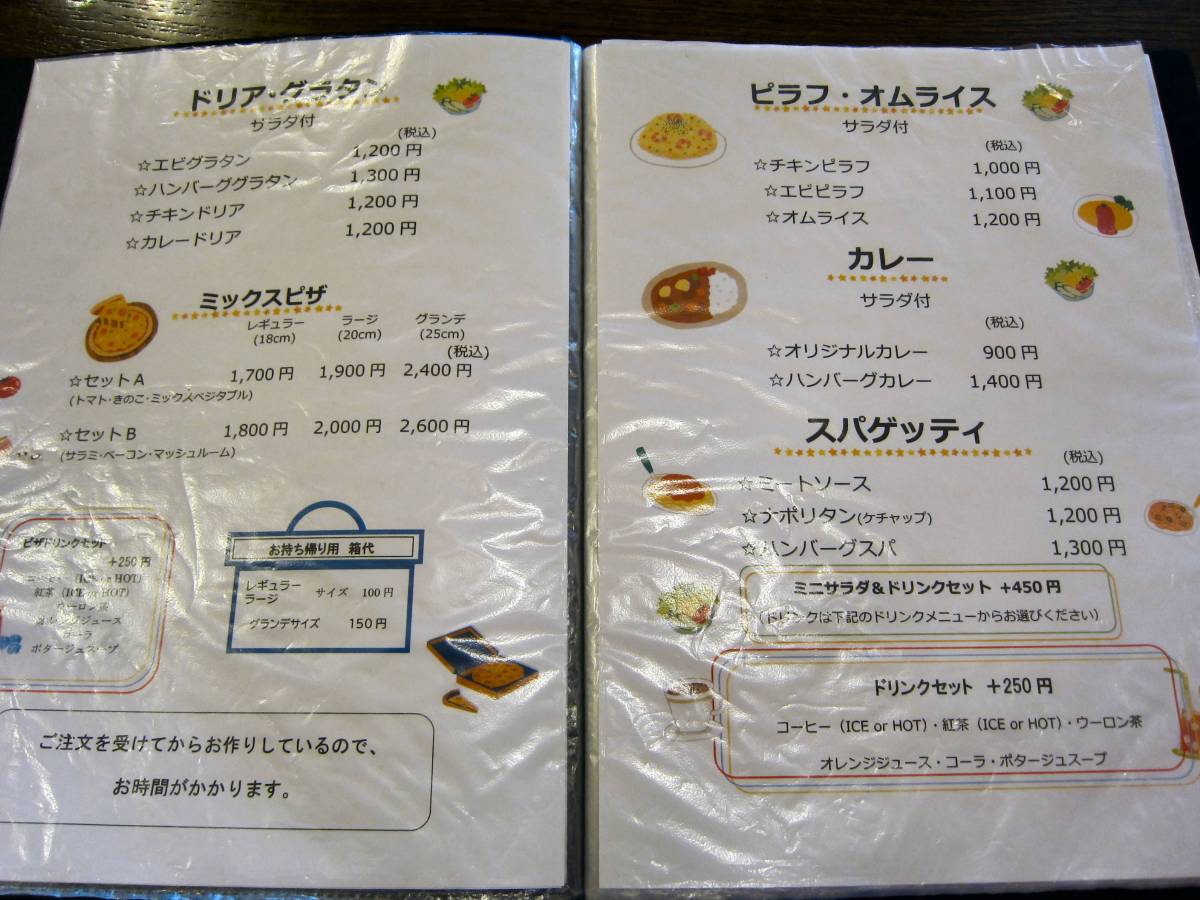 ドリア・グラタン
サラダ付
(税込)
☆エビグラタン 1,200円
☆ハンバーググラタン 1,300円
☆チキンドリア 1,200円
☆カレードリア 1,200円
ミックスピザ
レギュラー ラージ グランデ
(18cm) (20cm) (25cm)
(税込)
☆セットA 1,700円 1,900円 2,400円
(トマト・きのこ・ミックスベジタブル)
☆セットB 1,800円 2,000円 2,600円
(サラミ・ベーコン・マッシュルーム)
ピザドリンクセット
+250円
コーヒー (ICE or HOT)
紅茶 (ICE or HOT)
ウーロン茶
オレンジジュース
コーラ
ポタージュスープ
お持ち帰り用 箱代
レギュラー
ラージ サイズ 100円
グランデサイズ 150円
ご注文を受けてからお作りしているので、
お時間がかかります。
ピラフ・オムライス
サラダ付
(税込)
☆チキンピラフ 1,000円
☆エビピラフ 1,100円
☆オムライス 1,200円
カレー
サラダ付
(税込)
☆オリジナルカレー 900円
☆ハンバーグカレー 1,400円
スパゲッティ
(税込)
☆ミートソース 1,200円
☆ナポリタン(ケチャップ) 1,200円
☆ハンバーグスパ 1,300円
ミニサラダ＆ドリンクセット +450円
(ドリンクは下記のドリンクメニューからお選びください)
ドリンクセット +250円
コーヒー (ICE or HOT)・紅茶 (ICE or HOT)・ウーロン茶
オレンジジュース・コーラ・ポタージュスープ